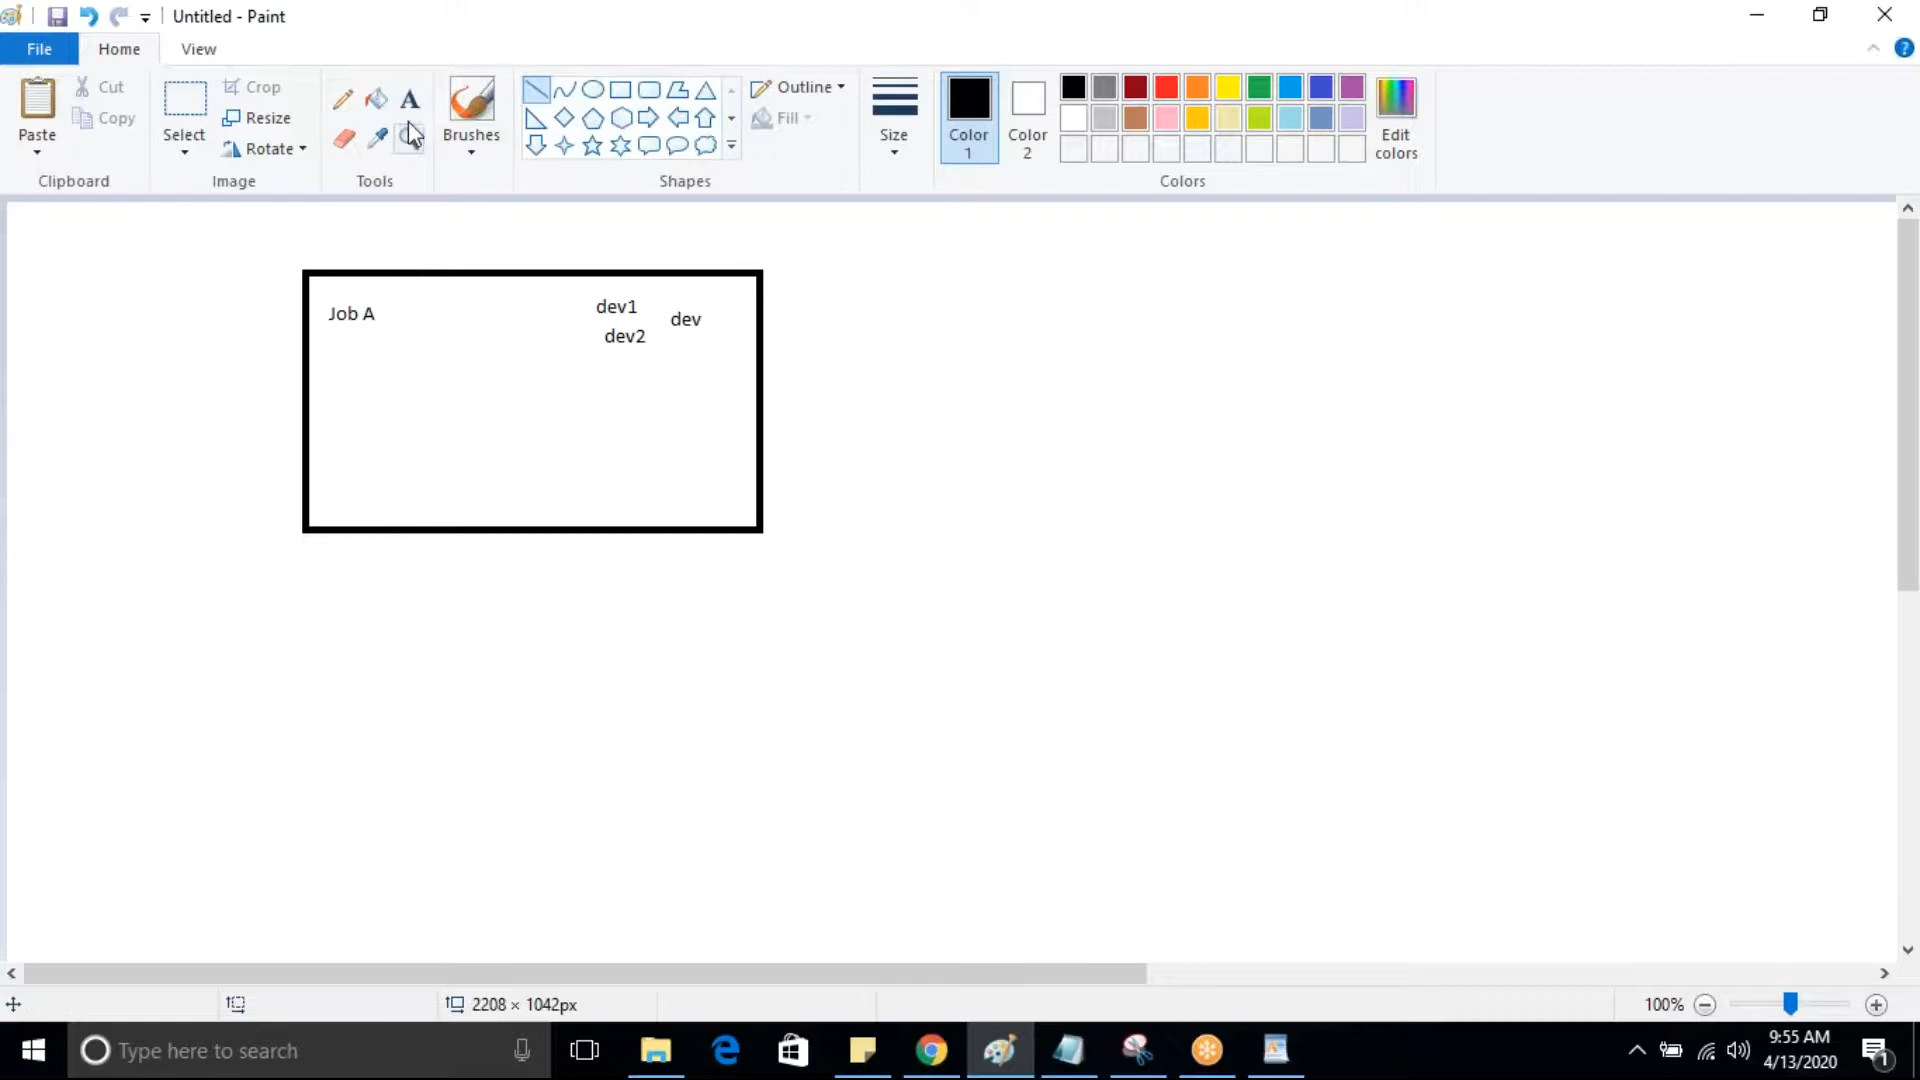 Untitled - Paint
File Home View
Paste
Cut
Copy
Clipboard
Select
Crop
Resize
Rotate
Image
A
Tools
Brushes
Shapes
Outline
Fill
Size
Color 1
Color 2
Edit colors
Colors
Job A
dev1
dev
dev2
2208 × 1042px
100%
Type here to search
9:55 AM
4/13/2020
1